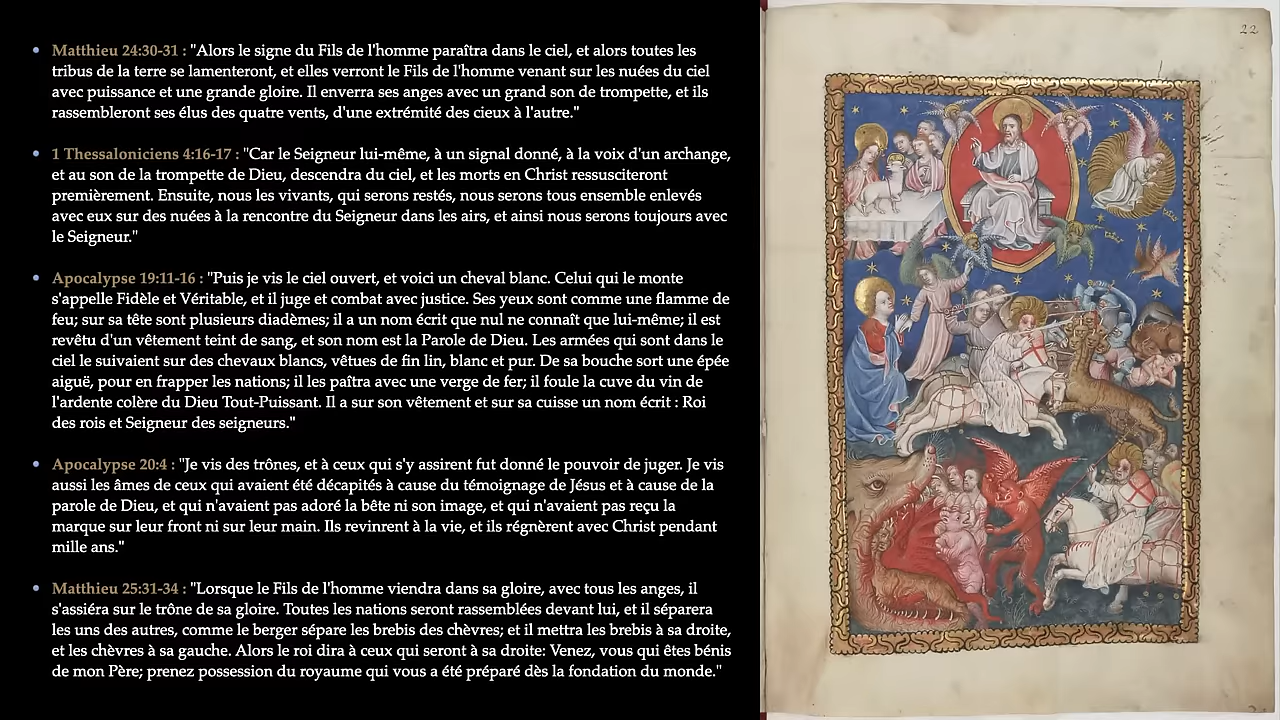 • Matthieu 24:30-31 : "Alors le signe du Fils de l'homme paraîtra dans le ciel, et alors toutes les
tribus de la terre se lamenteront, et elles verront le Fils de l'homme venant sur les nuées du ciel
avec puissance et une grande gloire. Il enverra ses anges avec un grand son de trompette, et ils
rassembleront ses élus des quatre vents, d'une extrémité des cieux à l'autre."
• 1 Thessaloniciens 4:16-17 : "Car le Seigneur lui-même, à un signal donné, à la voix d'un archange,
et au son de la trompette de Dieu, descendra du ciel, et les morts en Christ ressusciteront
premièrement. Ensuite, nous les vivants, qui serons restés, nous serons tous ensemble enlevés
avec eux sur des nuées à la rencontre du Seigneur dans les airs, et ainsi nous serons toujours avec
le Seigneur."
• Apocalypse 19:11-16 : "Puis je vis le ciel ouvert, et voici un cheval blanc. Celui qui le monte
s'appelle Fidèle et Véritable, et il juge et combat avec justice. Ses yeux sont comme une flamme de
feu; sur sa tête sont plusieurs diadèmes; il a un nom écrit que nul ne connaît que lui-même; il est
revêtu d'un vêtement teint de sang, et son nom est la Parole de Dieu. Les armées qui sont dans le
ciel le suivaient sur des chevaux blancs, vêtues de fin lin, blanc et pur. De sa bouche sort une épée
aiguë, pour en frapper les nations; il les paîtra avec une verge de fer; il foule la cuve du vin de
l'ardente colère du Dieu Tout-Puissant. Il a sur son vêtement et sur sa cuisse un nom écrit : Roi
des rois et Seigneur des seigneurs."
• Apocalypse 20:4 : "Je vis des trônes, et à ceux qui s'y assirent fut donné le pouvoir de juger. Je vis
aussi les âmes de ceux qui avaient été décapités à cause du témoignage de Jésus et à cause de la
parole de Dieu, et qui n'avaient pas adoré la bête ni son image, et qui n'avaient pas reçu la
marque sur leur front ni sur leur main. Ils revinrent à la vie, et ils régnèrent avec Christ pendant
mille ans."
• Matthieu 25:31-34 : "Lorsque le Fils de l'homme viendra dans sa gloire, avec tous les anges, il
s'assiéra sur le trône de sa gloire. Toutes les nations seront rassemblées devant lui, et il séparera
les uns des autres, comme le berger sépare les brebis des chèvres; et il mettra les brebis à sa droite,
et les chèvres à sa gauche. Alors le roi dira à ceux qui seront à sa droite: Venez, vous qui êtes bénis
de mon Père; prenez possession du royaume qui vous a été préparé dès la fondation du monde."
22